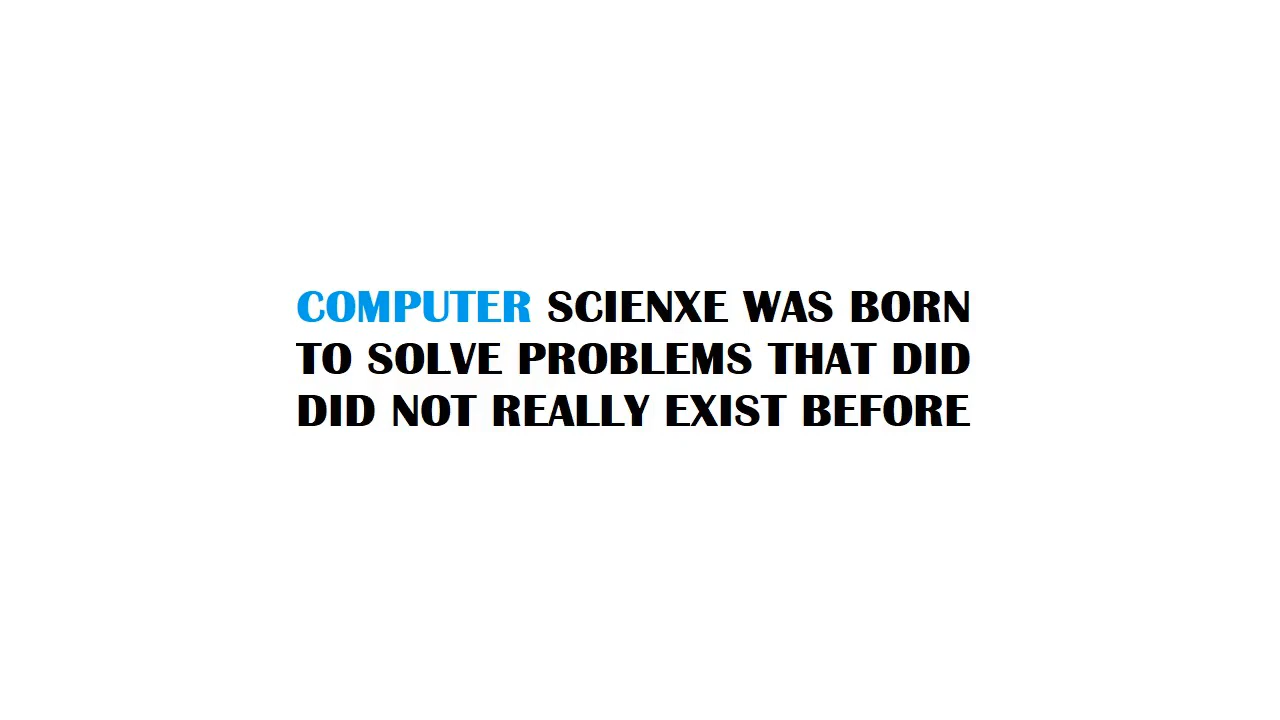 COMPUTER SCIENXE WAS BORN
TO SOLVE PROBLEMS THAT DID
DID NOT REALLY EXIST BEFORE